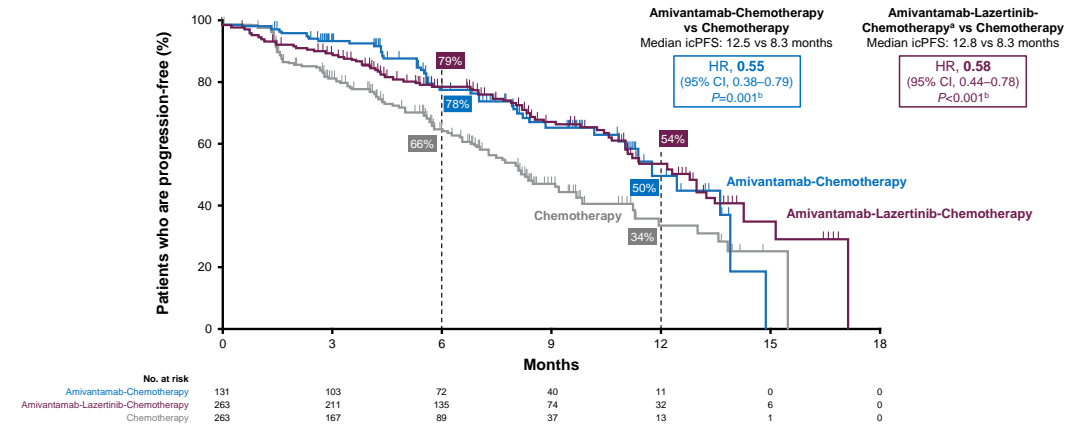 Amivantamab-Chemotherapy
vs Chemotherapy
Median icPFS: 12.5 vs 8.3 months
HR, 0.55
(95% CI, 0.38–0.79)
P=0.001ᵇ
Amivantamab-Lazertinib-
Chemotherapyᵃ vs Chemotherapy
Median icPFS: 12.8 vs 8.3 months
HR, 0.58
(95% CI, 0.44–0.78)
P<0.001ᵇ
Patients who are progression-free (%)
100
80
60
40
20
0
79%
78%
66%
54%
50%
34%
Amivantamab-Chemotherapy
Amivantamab-Lazertinib-Chemotherapy
Chemotherapy
0 3 6 9 12 15 18
Months
No. at risk
Amivantamab-Chemotherapy 131 103 72 40 11 0 0
Amivantamab-Lazertinib-Chemotherapy 263 211 135 74 32 6 0
Chemotherapy 263 167 89 37 13 1 0